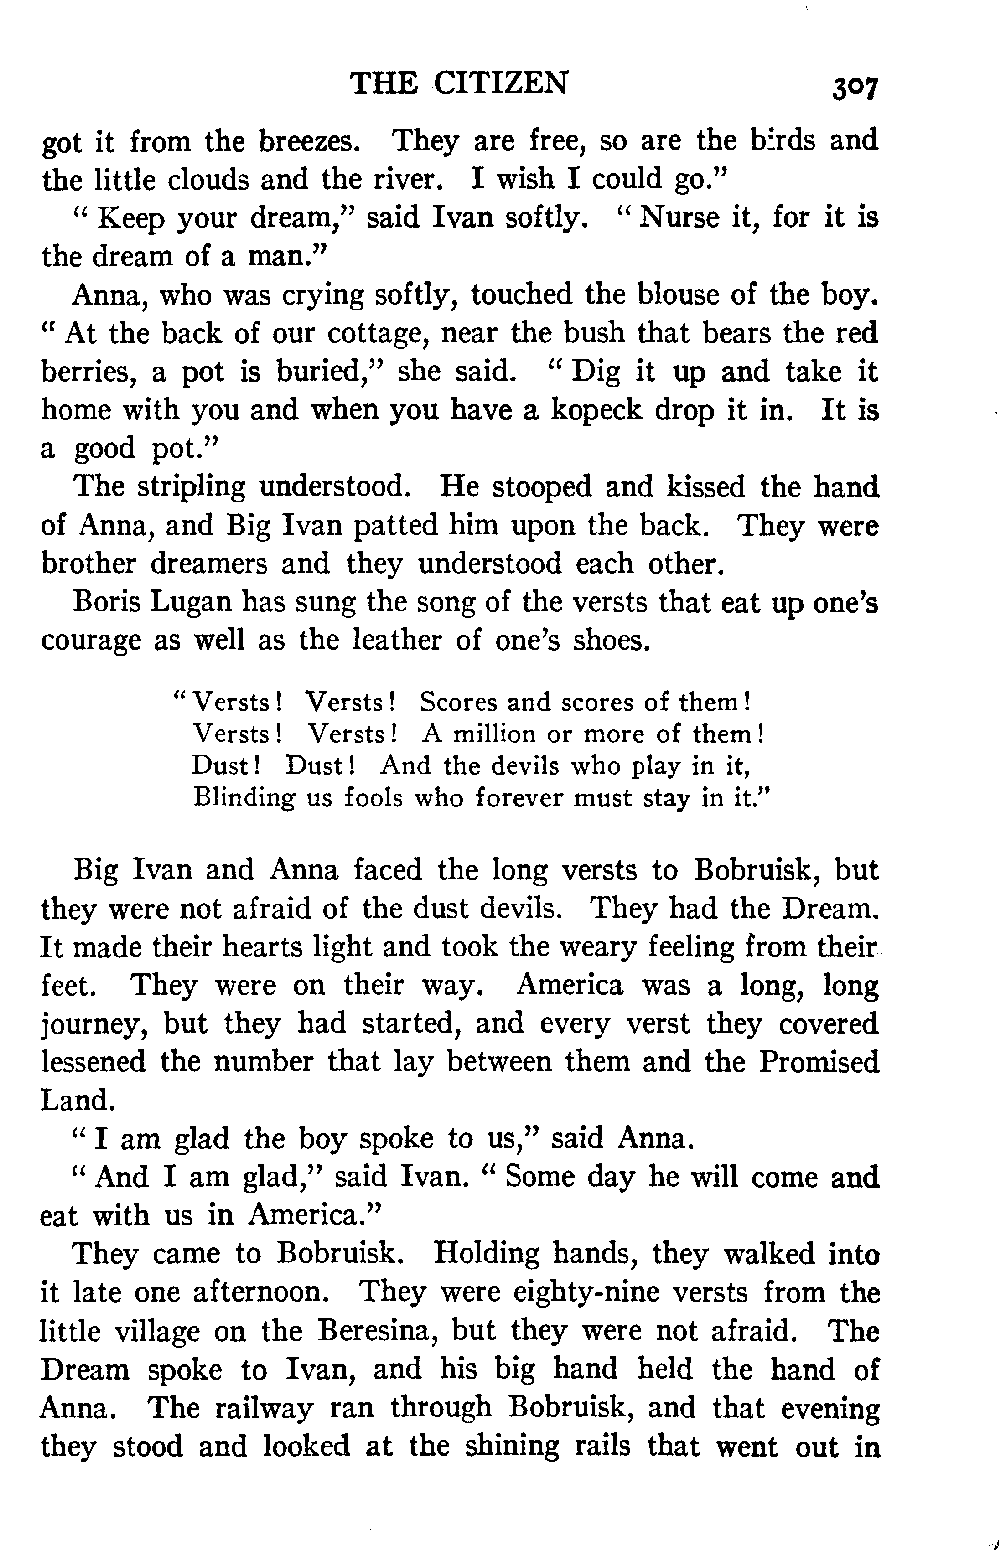 THE CITIZEN 307
got it from the breezes. They are free, so are the birds and
the little clouds and the river. I wish I could go."
" Keep your dream," said Ivan softly. " Nurse it, for it is
the dream of a man."
Anna, who was crying softly, touched the blouse of the boy.
" At the back of our cottage, near the bush that bears the red
berries, a pot is buried," she said. " Dig it up and take it
home with you and when you have a kopeck drop it in. It is
a good pot."
The stripling understood. He stooped and kissed the hand
of Anna, and Big Ivan patted him upon the back. They were
brother dreamers and they understood each other.
Boris Lugan has sung the song of the versts that eat up one's
courage as well as the leather of one's shoes.
" Versts! Versts! Scores and scores of them!
Versts! Versts! A million or more of them!
Dust! Dust! And the devils who play in it,
Blinding us fools who forever must stay in it."
Big Ivan and Anna faced the long versts to Bobruisk, but
they were not afraid of the dust devils. They had the Dream.
It made their hearts light and took the weary feeling from their
feet. They were on their way. America was a long, long
journey, but they had started, and every verst they covered
lessened the number that lay between them and the Promised
Land.
" I am glad the boy spoke to us," said Anna.
" And I am glad," said Ivan. " Some day he will come and
eat with us in America."
They came to Bobruisk. Holding hands, they walked into
it late one afternoon. They were eighty-nine versts from the
little village on the Beresina, but they were not afraid. The
Dream spoke to Ivan, and his big hand held the hand of
Anna. The railway ran through Bobruisk, and that evening
they stood and looked at the shining rails that went out in